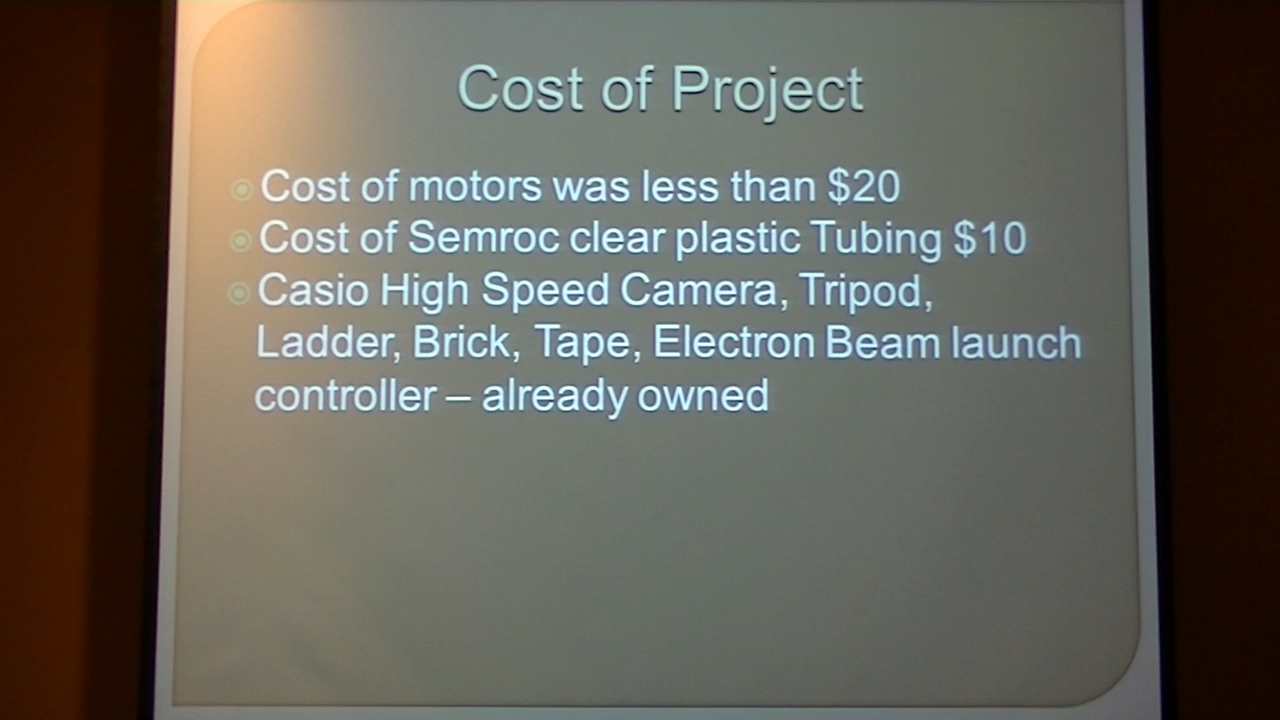 Cost of Project
Cost of motors was less than $20
Cost of Semroc clear plastic Tubing $10
Casio High Speed Camera, Tripod,
Ladder, Brick, Tape, Electron Beam launch
controller – already owned